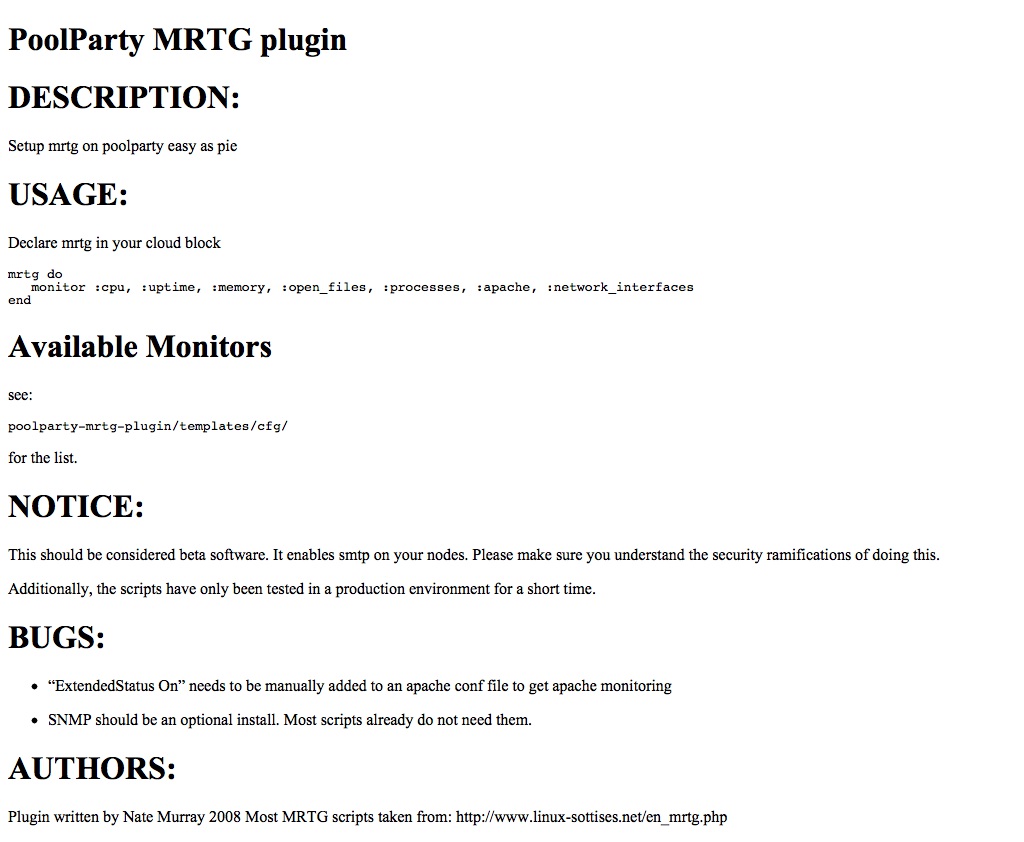 PoolParty MRTG plugin
DESCRIPTION:
Setup mrtg on poolparty easy as pie
USAGE:
Declare mrtg in your cloud block
mrtg do
   monitor :cpu, :uptime, :memory, :open_files, :processes, :apache, :network_interfaces
end
Available Monitors
see:
poolparty-mrtg-plugin/templates/cfg/
for the list.
NOTICE:
This should be considered beta software. It enables smtp on your nodes. Please make sure you understand the security ramifications of doing this.
Additionally, the scripts have only been tested in a production environment for a short time.
BUGS:
• “ExtendedStatus On” needs to be manually added to an apache conf file to get apache monitoring
• SNMP should be an optional install. Most scripts already do not need them.
AUTHORS:
Plugin written by Nate Murray 2008 Most MRTG scripts taken from: http://www.linux-sottises.net/en_mrtg.php